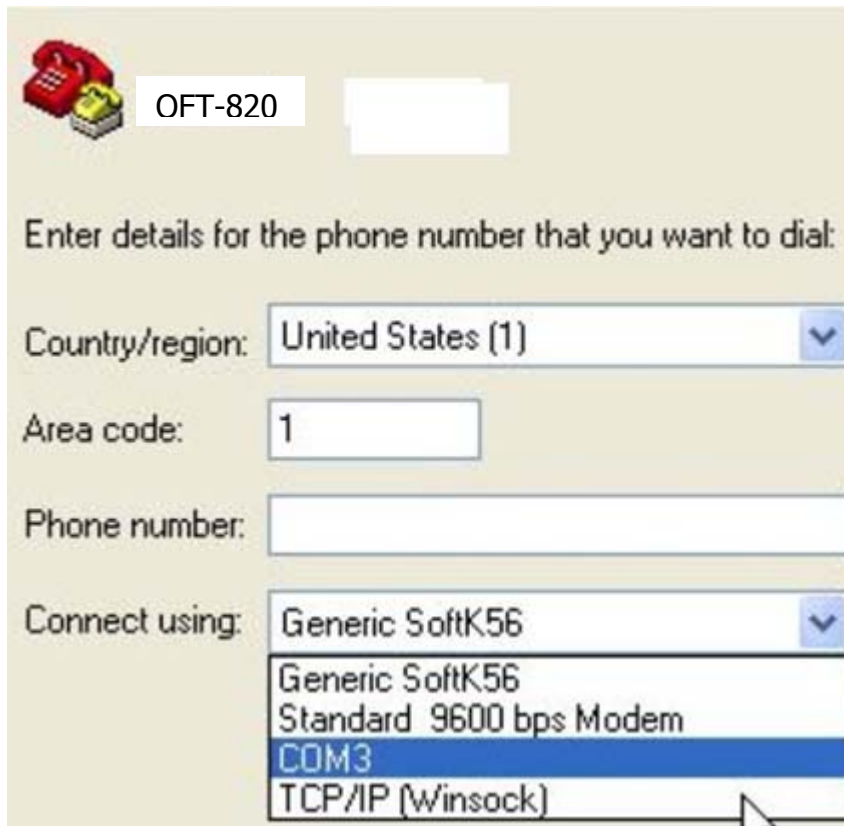 OFT-820
Enter details for the phone number that you want to dial:
Country/region: United States (1)
Area code: 1
Phone number:
Connect using: Generic SoftK56
Generic SoftK56
Standard 9600 bps Modem
COM3
TCP/IP (Winsock)